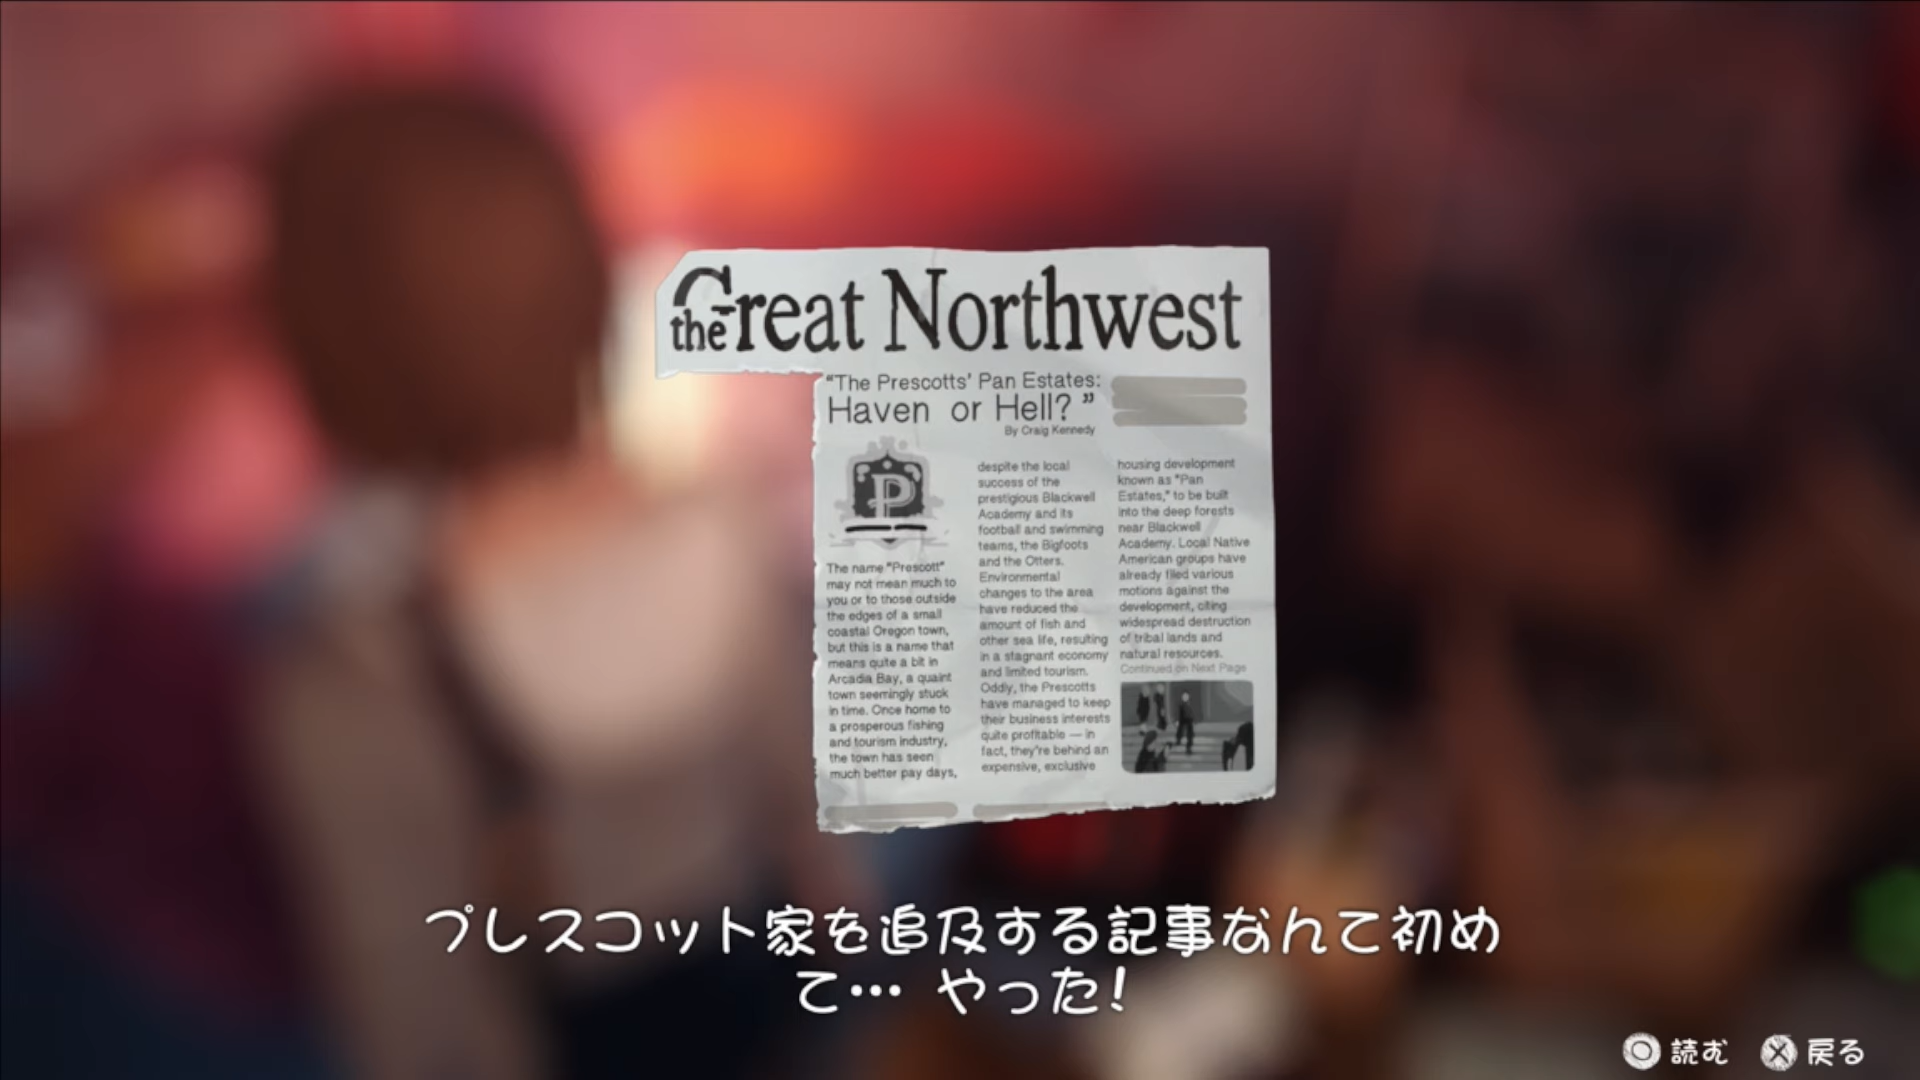 the Great Northwest
“The Prescotts’ Pan Estates:
Haven or Hell? ”
By Craig Kennedy
P
The name “Prescott”
may not mean much to
you or to those outside
the edges of a small
coastal Oregon town,
but this is a name that
means quite a bit in
Arcadia Bay, a quaint
town seemingly stuck
in time. Once home to
a prosperous fishing
and tourism industry,
the town has seen
much better pay days,
despite the local
success of the
prestigious Blackwell
Academy and its
football and swimming
teams, the Bigfoots
and the Otters.
Environmental
changes to the area
have reduced the
amount of fish and
other sea life, resulting
in a stagnant economy
and limited tourism.
Oddly, the Prescotts
have managed to keep
their business interests
quite profitable — in
fact, they’re behind an
expensive, exclusive
housing development
known as “Pan
Estates,” to be built
into the deep forests
near Blackwell
Academy. Local Native
American groups have
already filed various
motions against the
development, citing
widespread destruction
of tribal lands and
natural resources.
Continued on Next Page
プレスコット家を追及する記事なんて初め
て… やった!
読む 戻る